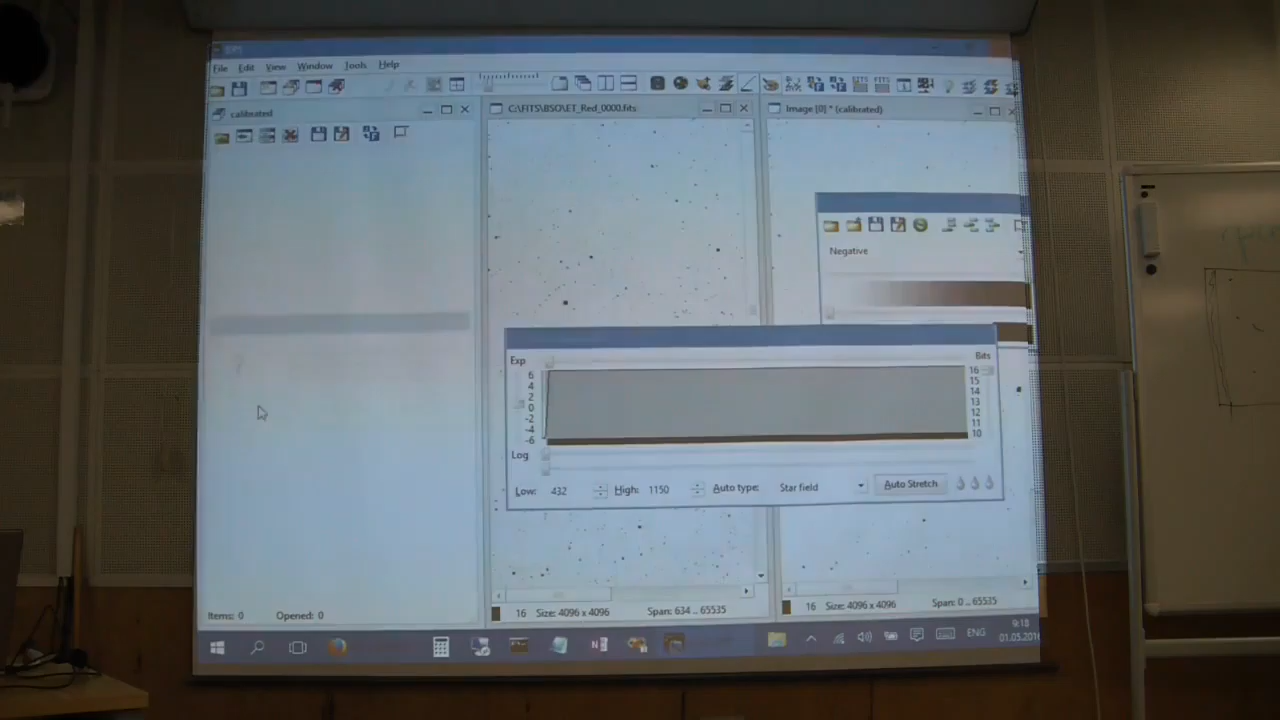 File Edit View Window Tools Help
calibrated
C:\FITS\BSO\ET_Red_0000.fits
Image [0] * (calibrated)
Negative
Exp
Bits
6
4
2
0
-2
-4
-6
16
15
14
13
12
11
10
Log
Low: 432 High: 1150 Auto type: Star field Auto Stretch
Items: 0 Opened: 0
16 Size: 4096 x 4096 Span: 634 .. 65535
16 Size: 4096 x 4096 Span: 0 .. 65535
ENG
9:18